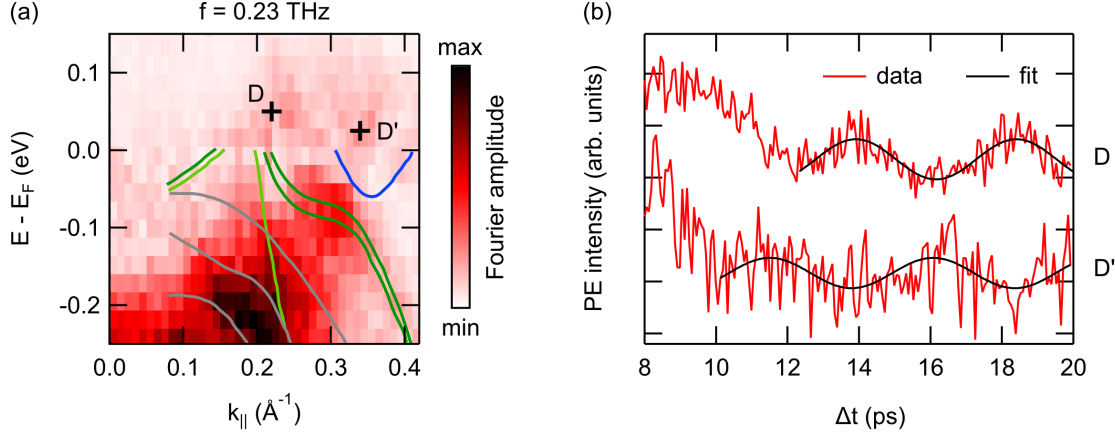 (a)
f = 0.23 THz
E - E_F (eV)
0.1
0.0
-0.1
-0.2
D
D'
0.0
0.1
0.2
0.3
0.4
k_|| (Å⁻¹)
max
Fourier amplitude
min
(b)
PE intensity (arb. units)
data
fit
D
D'
8
10
12
14
16
18
20
Δt (ps)